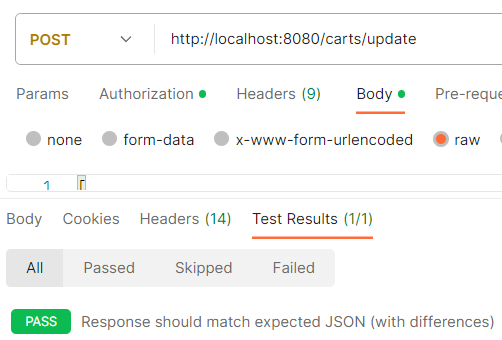 POST http://localhost:8080/carts/update
Params Authorization Headers (9) Body Pre-reque
none form-data x-www-form-urlencoded raw
1 [
Body Cookies Headers (14) Test Results (1/1)
All Passed Skipped Failed
PASS Response should match expected JSON (with differences)